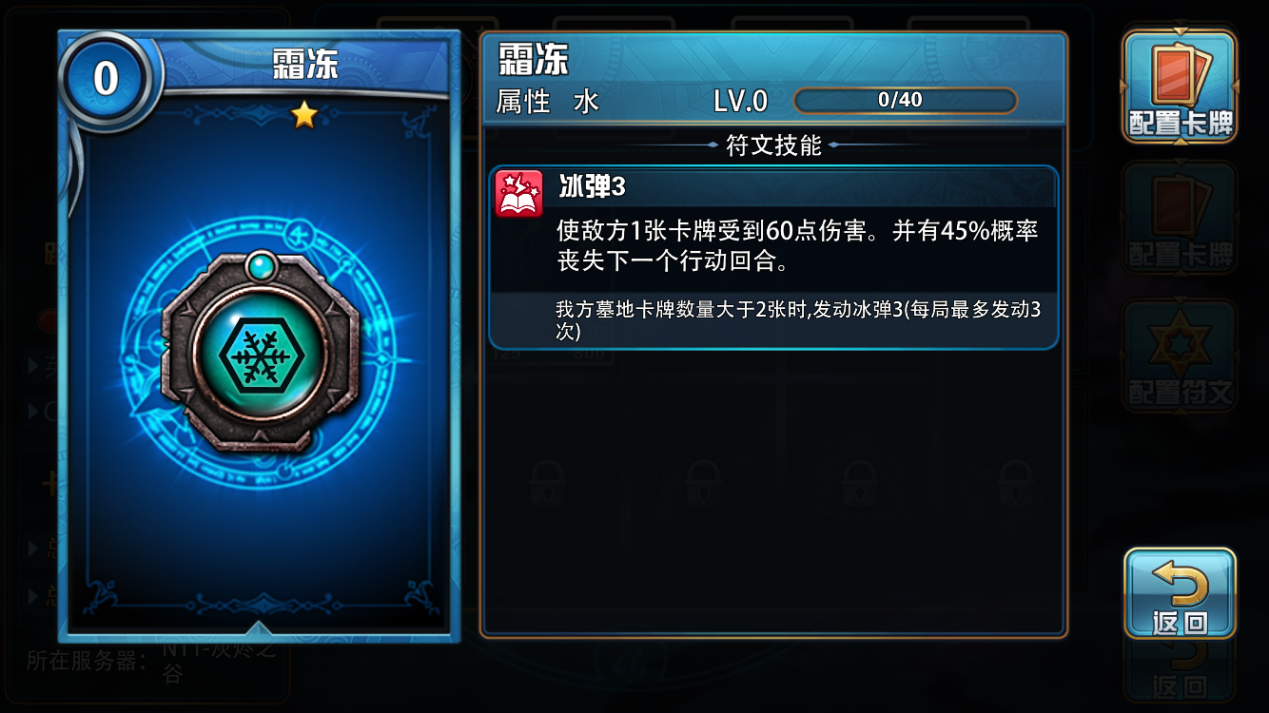 0
霜冻
霜冻
属性 水
LV.0
0/40
符文技能
冰弹3
使敌方1张卡牌受到60点伤害。并有45%概率
丧失下一个行动回合。
我方墓地卡牌数量大于2张时,发动冰弹3(每局最多发动3
次)
配置卡牌
配置卡牌
配置符文
返回
返回
所在服务器:
谷